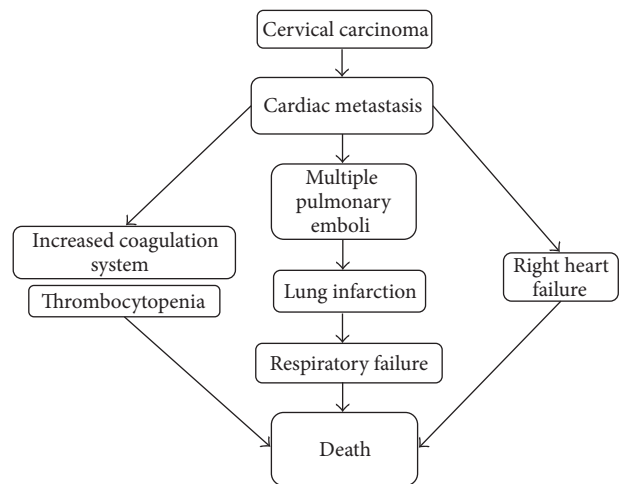 Cervical carcinoma
Cardiac metastasis
Multiple
pulmonary
emboli
Increased coagulation
system
Thrombocytopenia
Lung infarction
Right heart
failure
Respiratory failure
Death